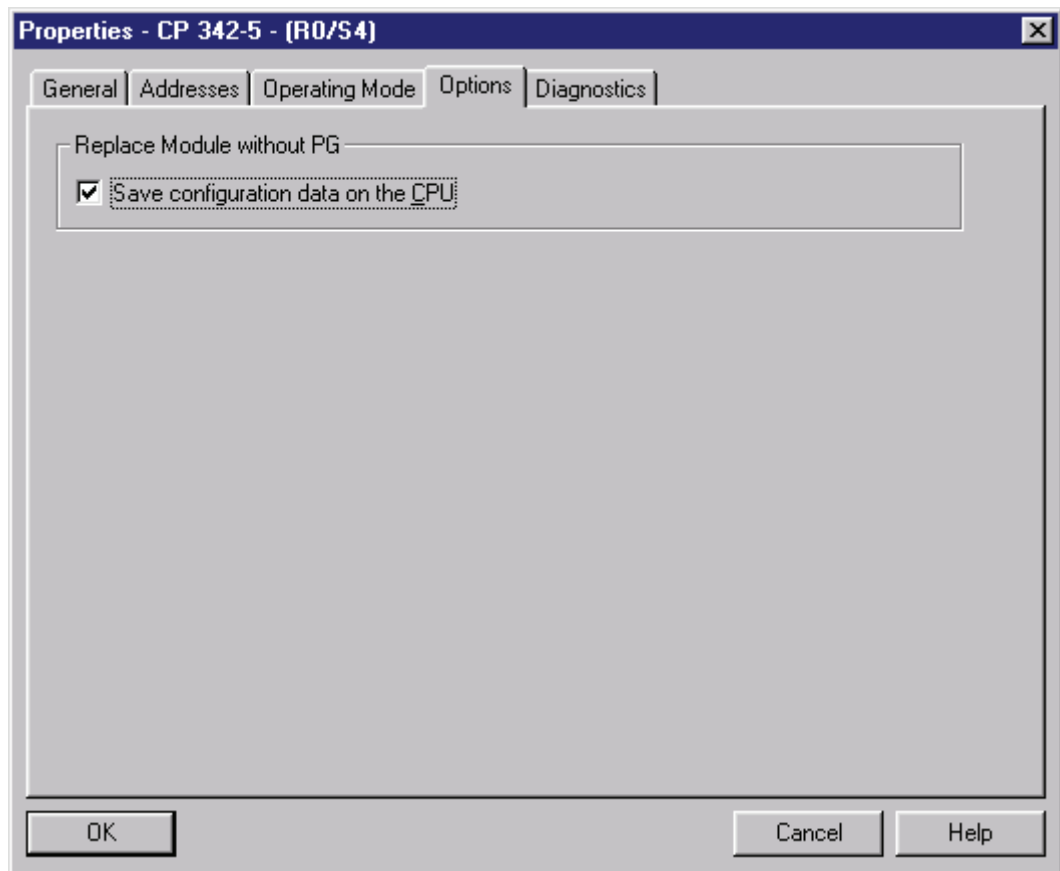 Properties - CP 342-5 - (R0/S4)
General Addresses Operating Mode Options Diagnostics
Replace Module without PG
Save configuration data on the CPU
OK Cancel Help